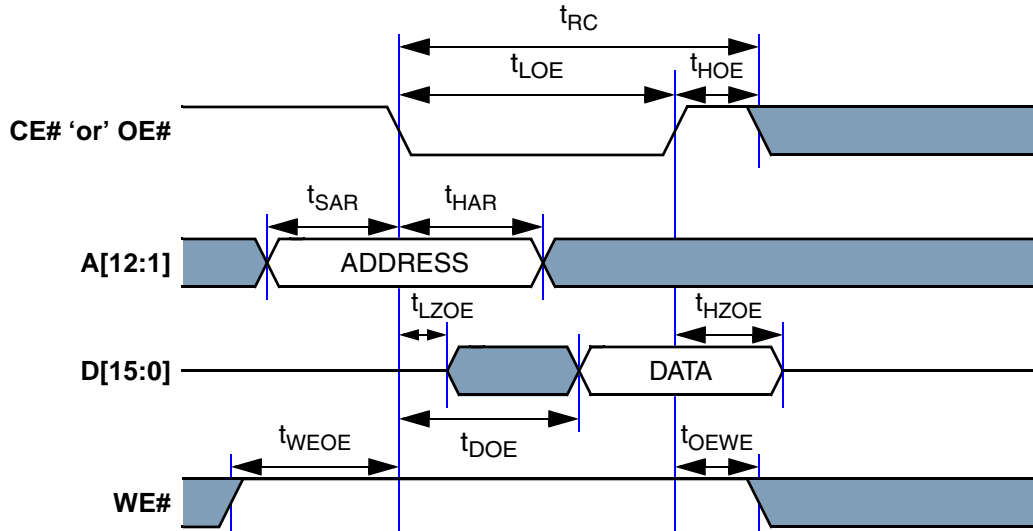 tRC
tLOE
tHOE
CE# ‘or’ OE#
tSAR
tHAR
A[12:1]
ADDRESS
tLZOE
tHZOE
D[15:0]
DATA
tWEOE
tDOE
tOEWE
WE#